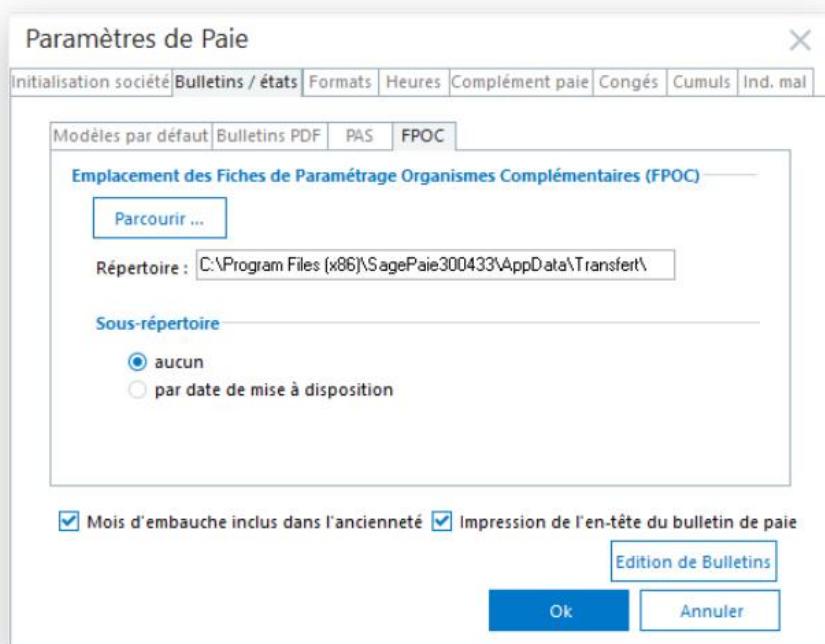 Paramètres de Paie
Initialisation société Bulletins / états Formats Heures Complément paie Congés Cumuls Ind. mal
Modèles par défaut Bulletins PDF PAS FPOC
Emplacement des Fiches de Paramétrage Organismes Complémentaires (FPOC)
Parcourir ...
Répertoire : C:\Program Files (x86)\SagePaie300433\AppData\Transfert\
Sous-répertoire
aucun
par date de mise à disposition
Mois d'embauche inclus dans l'ancienneté Impression de l'en-tête du bulletin de paie
Edition de Bulletins
Ok Annuler